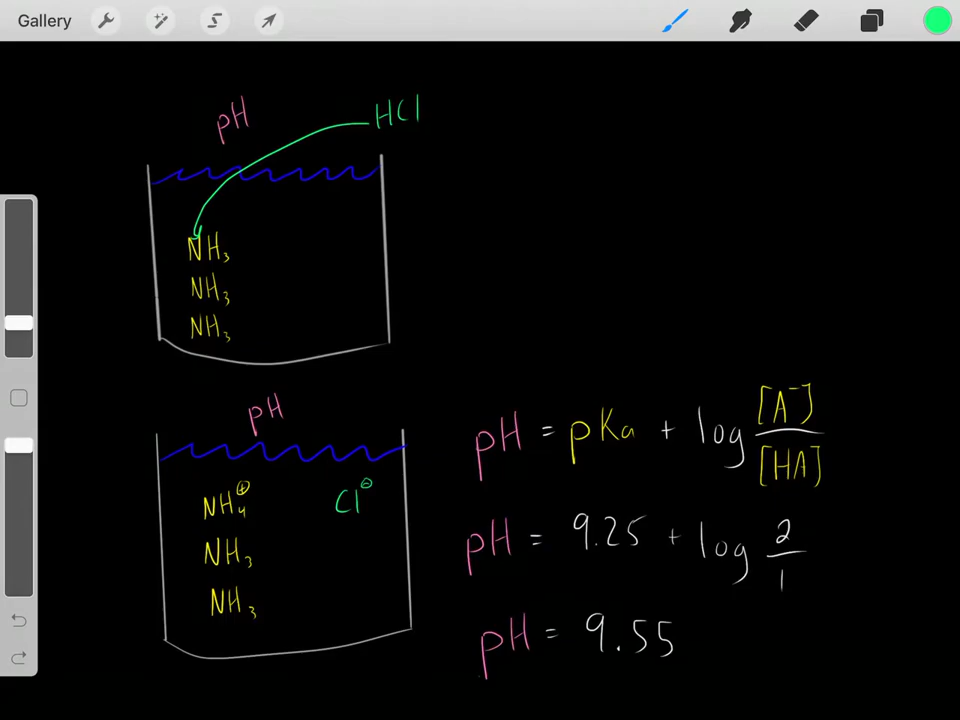 Gallery
pH
HCl
NH₃
NH₃
NH₃
pH
NH₄⊕ Cl⊖
NH₃
NH₃
pH = pKa + log [A⁻]/[HA]
pH = 9.25 + log 2/1
pH = 9.55